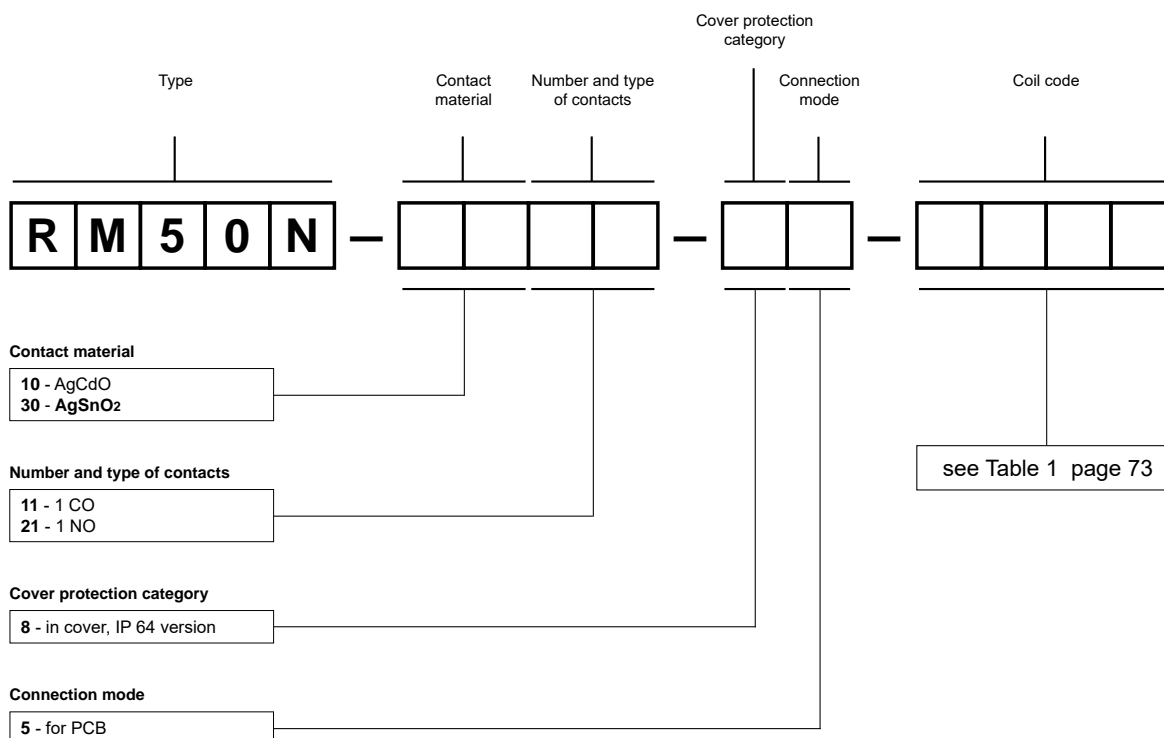 Cover protection
category
Type
Contact
material
Number and type
of contacts
Connection
mode
Coil code
R M 5 0 N – – –
Contact material
10 - AgCdO
30 - AgSnO2
Number and type of contacts
11 - 1 CO
21 - 1 NO
see Table 1 page 73
Cover protection category
8 - in cover, IP 64 version
Connection mode
5 - for PCB